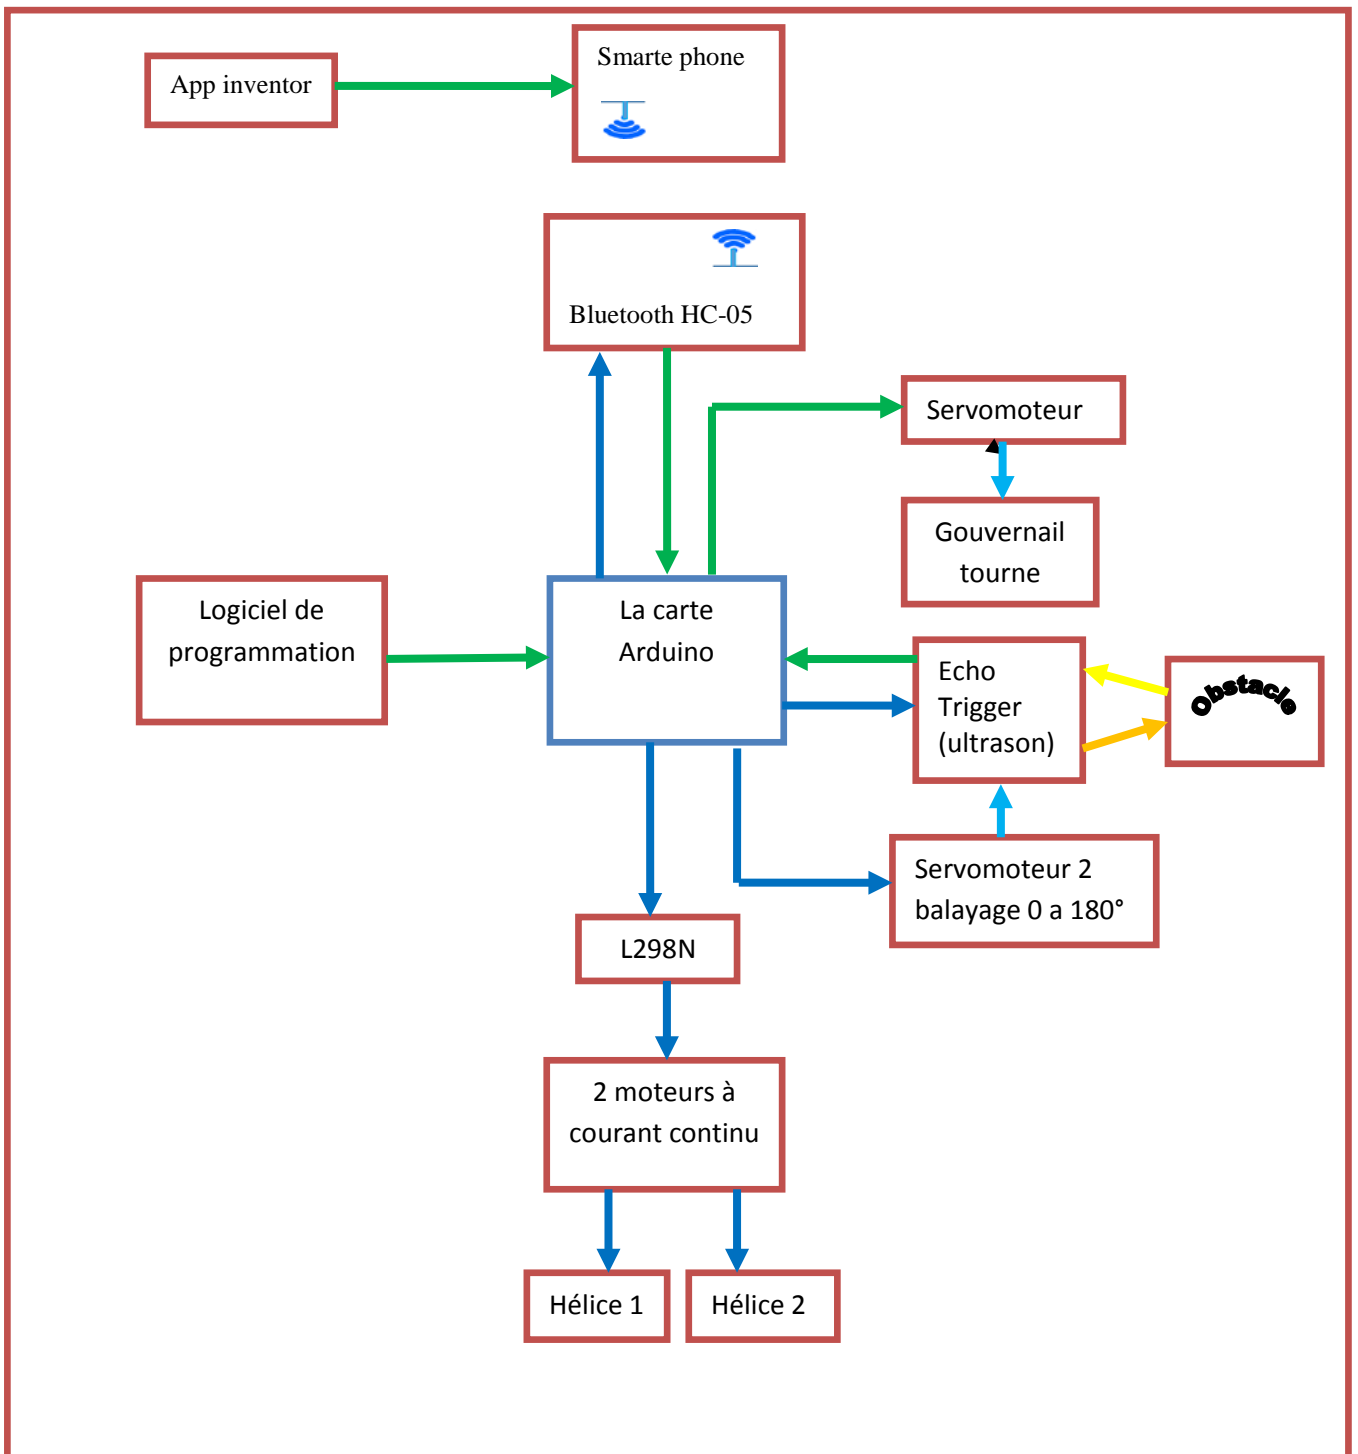 App inventor
Smarte phone
Bluetooth HC-05
Servomoteur
Gouvernail
tourne
Logiciel de
programmation
La carte
Arduino
Echo
Trigger
(ultrason)
Obstacle
Servomoteur 2
balayage 0 a 180°
L298N
2 moteurs à
courant continu
Hélice 1
Hélice 2